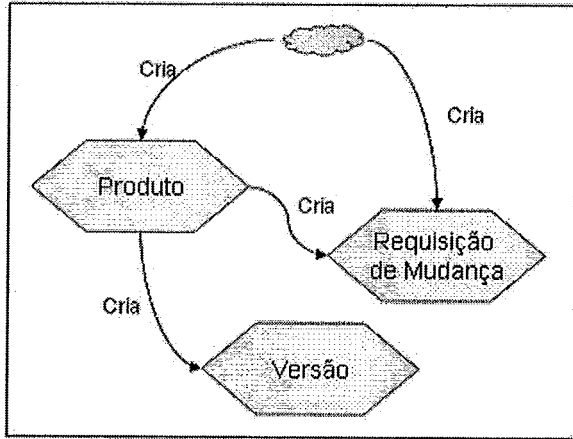 Cria
Cria
Produto
Cria
Requisição
de Mudança
Cria
Versão